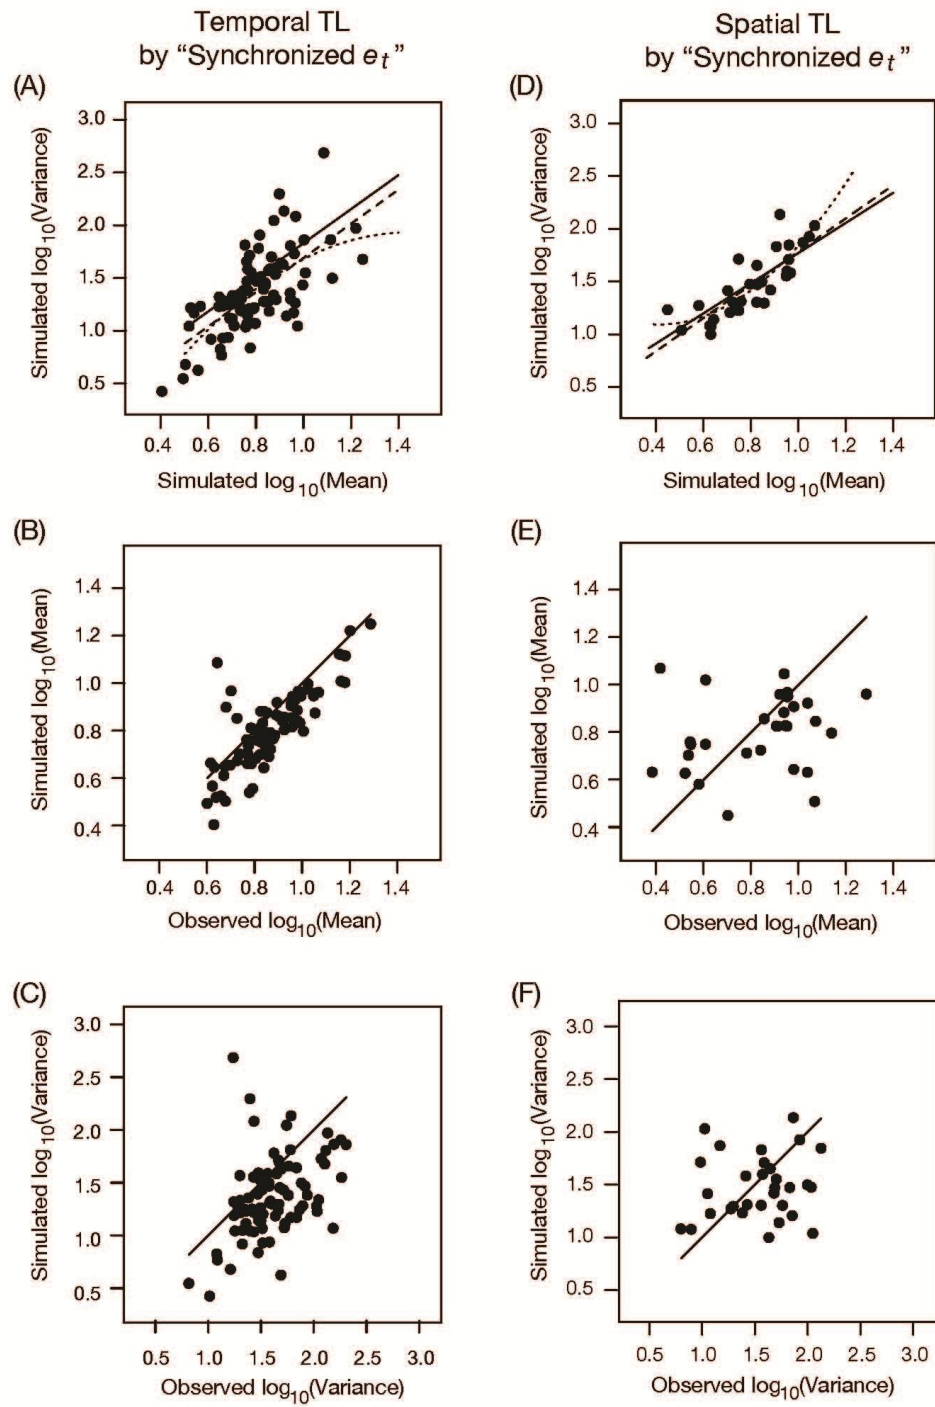 Temporal TL
by “Synchronized eₜ”
Spatial TL
by “Synchronized eₜ”
(A)
3.0
2.5
2.0
1.5
1.0
0.5
Simulated log₁₀(Variance)
0.4 0.6 0.8 1.0 1.2 1.4
Simulated log₁₀(Mean)
(D)
3.0
2.5
2.0
1.5
1.0
0.5
Simulated log₁₀(Variance)
0.4 0.6 0.8 1.0 1.2 1.4
Simulated log₁₀(Mean)
(B)
1.4
1.2
1.0
0.8
0.6
0.4
Simulated log₁₀(Mean)
0.4 0.6 0.8 1.0 1.2 1.4
Observed log₁₀(Mean)
(E)
1.4
1.2
1.0
0.8
0.6
0.4
Simulated log₁₀(Mean)
0.4 0.6 0.8 1.0 1.2 1.4
Observed log₁₀(Mean)
(C)
3.0
2.5
2.0
1.5
1.0
0.5
Simulated log₁₀(Variance)
0.5 1.0 1.5 2.0 2.5 3.0
Observed log₁₀(Variance)
(F)
3.0
2.5
2.0
1.5
1.0
0.5
Simulated log₁₀(Variance)
0.5 1.0 1.5 2.0 2.5 3.0
Observed log₁₀(Variance)